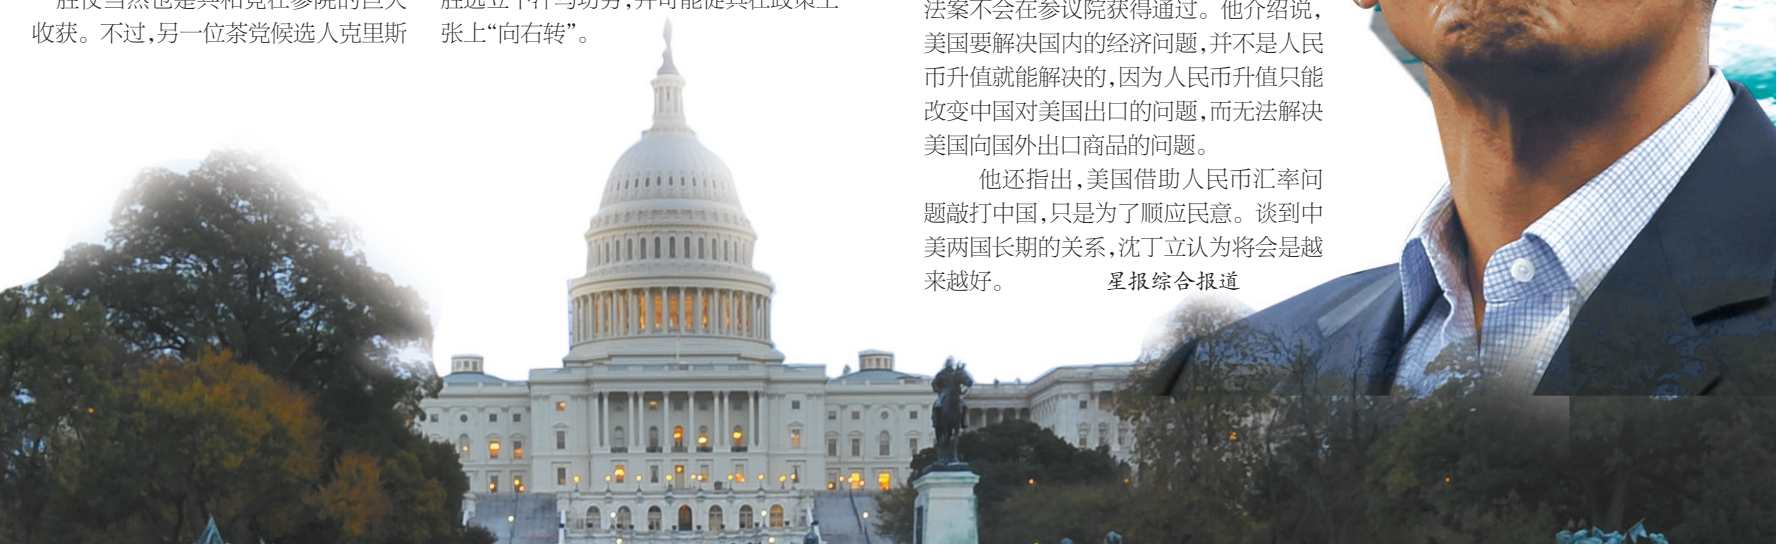 收获。不过,另一位茶党候选人克里斯
张上“向右转”。
法案不会在参议院获得通过。他介绍说,
美国要解决国内的经济问题,并不是人民
币升值就能解决的,因为人民币升值只能
改变中国对美国出口的问题,而无法解决
美国向国外出口商品的问题。
他还指出,美国借助人民币汇率问
题敲打中国,只是为了顺应民意。谈到中
美两国长期的关系,沈丁立认为将会是越
来越好。 星报综合报道